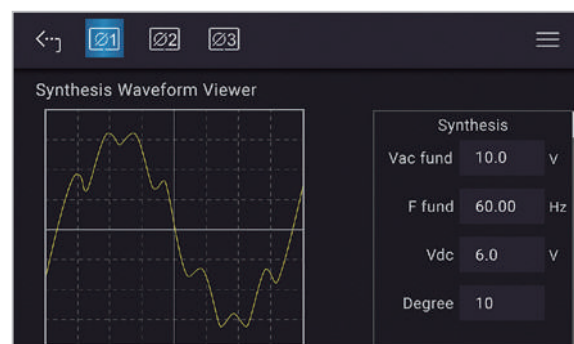 Ø1 Ø2 Ø3
Synthesis Waveform Viewer
Synthesis
Vac fund 10.0 V
F fund 60.00 Hz
Vdc 6.0 V
Degree 10